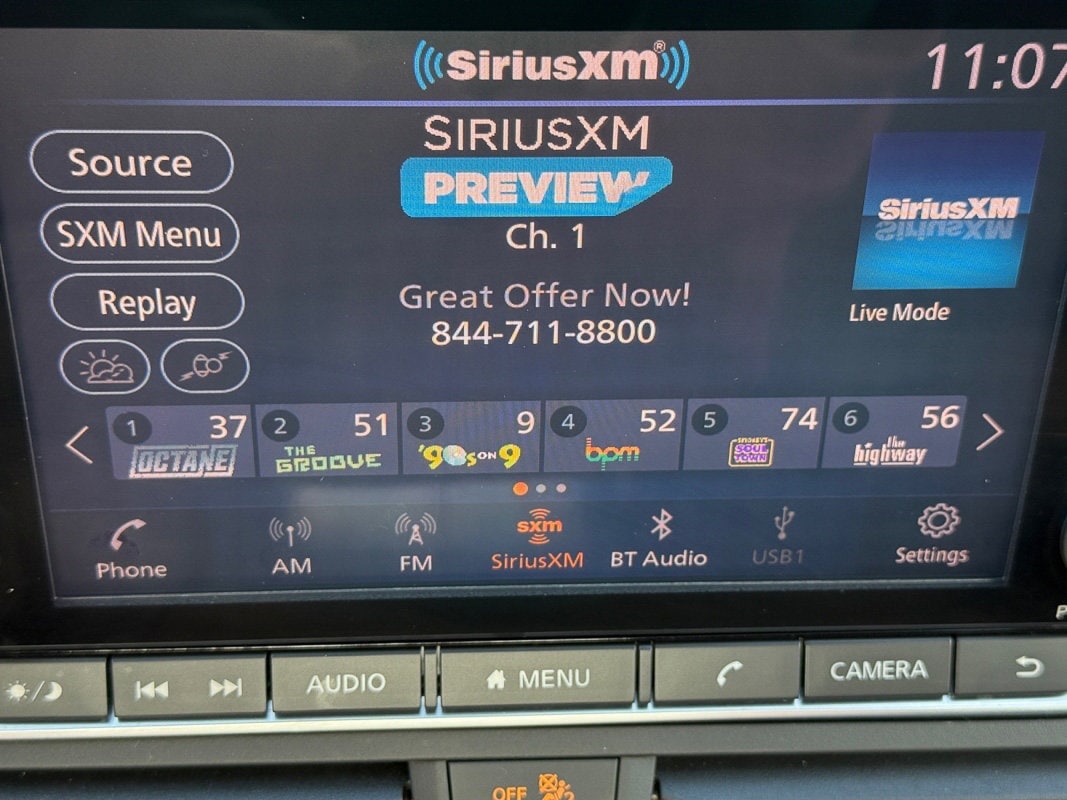 SiriusXM®
11:07
SIRIUSXM
PREVIEW
Ch. 1
Great Offer Now!
844-711-8800
Source
SXM Menu
Replay
SiriusXM
Live Mode
1 37
OCTANE
2 51
THE
GROOVE
3 9
'90s ON 9
4 52
bpm
5 74
SOUL
TOWN
6 56
the
highway
Phone
AM
FM
sxm
SiriusXM
BT Audio
USB1
Settings
AUDIO
MENU
CAMERA
OFF
2